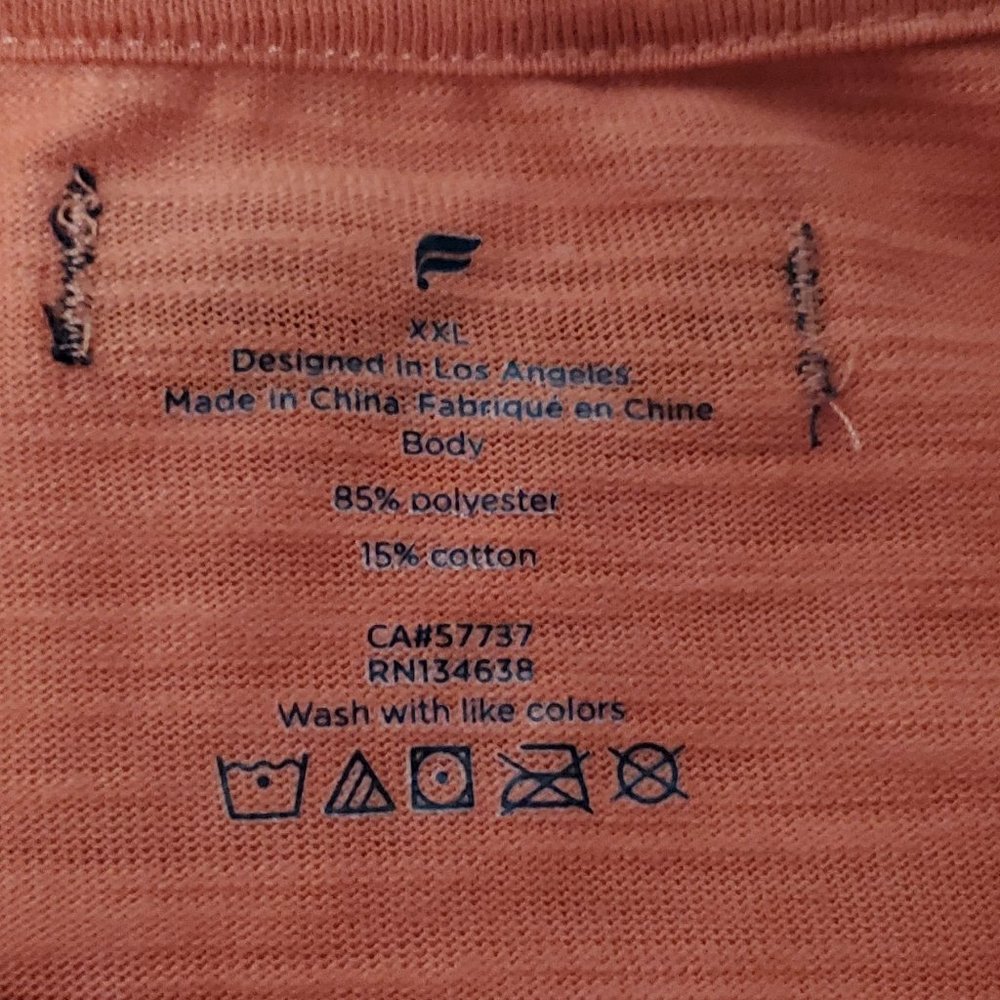 XXL
Designed in Los Angeles.
Made in China. Fabriqué en Chine
Body
85% polyester
15% cotton
CA#57737
RN134638
Wash with like colors